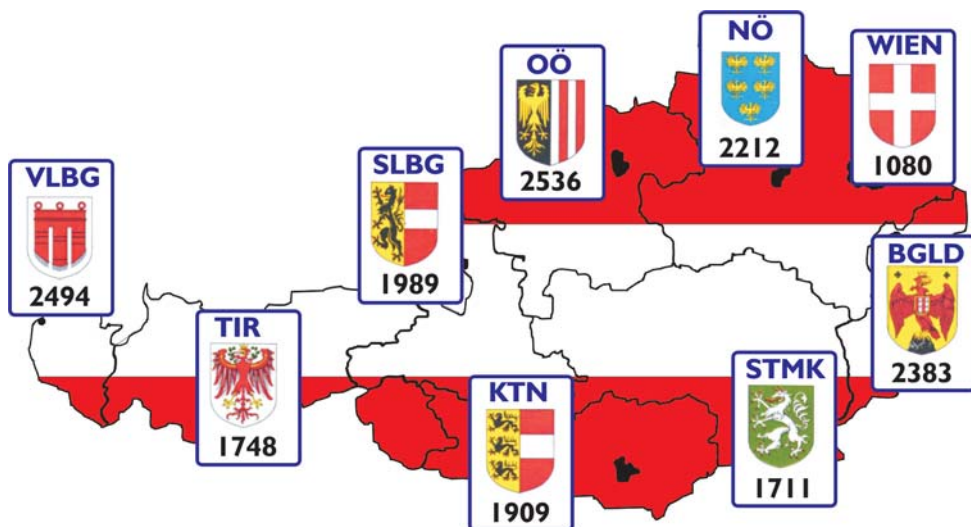 NÖ
2212
WIEN
1080
OÖ
2536
SLBG
1989
VLBG
2494
BGLD
2383
TIR
1748
STMK
1711
KTN
1909